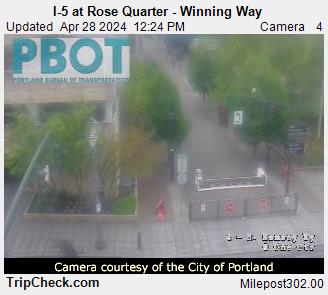 I-5 at Rose Quarter - Winning Way
Updated Apr 28 2024 12:24 PM Camera 4
PBOT
PORTLAND BUREAU OF TRANSPORTATION
Camera courtesy of the City of Portland
TripCheck.com Milepost302.00